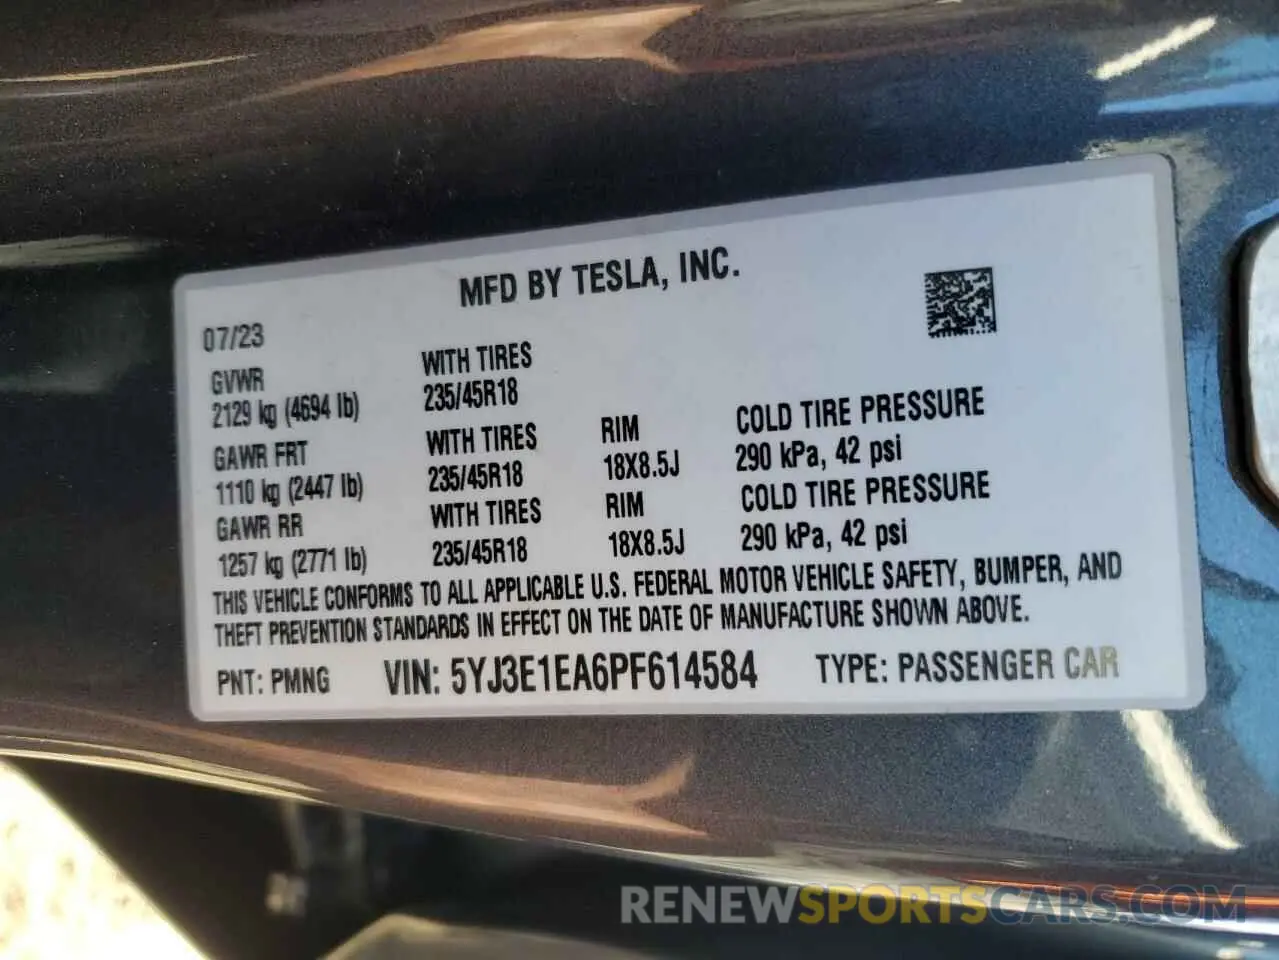 MFD BY TESLA, INC.
07/23
GVWR
2129 kg (4694 lb)
WITH TIRES
235/45R18
GAWR FRT
1110 kg (2447 lb)
WITH TIRES
235/45R18
RIM
18X8.5J
COLD TIRE PRESSURE
290 kPa, 42 psi
GAWR RR
1257 kg (2771 lb)
WITH TIRES
235/45R18
RIM
18X8.5J
COLD TIRE PRESSURE
290 kPa, 42 psi
THIS VEHICLE CONFORMS TO ALL APPLICABLE U.S. FEDERAL MOTOR VEHICLE SAFETY, BUMPER, AND
THEFT PREVENTION STANDARDS IN EFFECT ON THE DATE OF MANUFACTURE SHOWN ABOVE.
PNT: PMNG VIN: 5YJ3E1EA6PF614584 TYPE: PASSENGER CAR
RENEWSPORTSCARS.COM